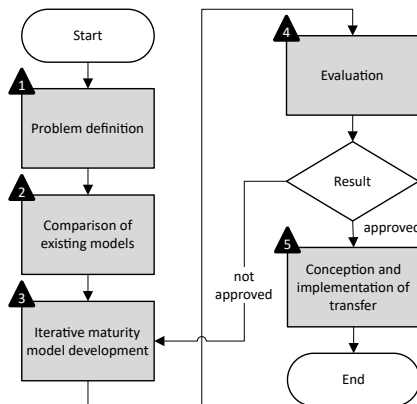 Start
1
Problem definition
2
Comparison of
existing models
3
Iterative maturity
model development
4
Evaluation
Result
approved
not
approved
5
Conception and
implementation of
transfer
End